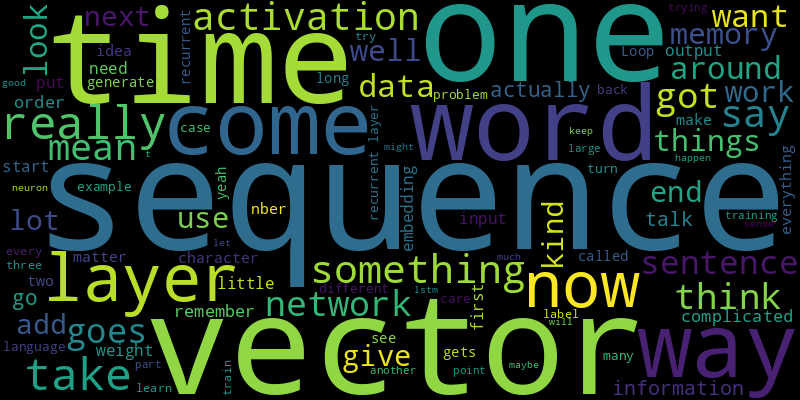 look
next
recurrent
activation
one
trying
want
idea
time
try
well
memory
Loop
output
need
long
around
good
put
generate
data
problem
actually
back
work
order
really
come
word
got
say
case
recurrent layer
make
keep
mean
t
might
large
things
start
sequence
turn
happen
everything
neuron
example
yeah
embedding
end
training
lot
use
nber
input
kind
talk
sense
every
matter
character
let
much
called
three
layer
something
now
sentence
two
little
different
lstm
care
first
think
go
remember
network
vector
label
will
way
complicated
add
goes
language
weight
see
give
gets
many
take
part
learn
train
another
point
maybe
information